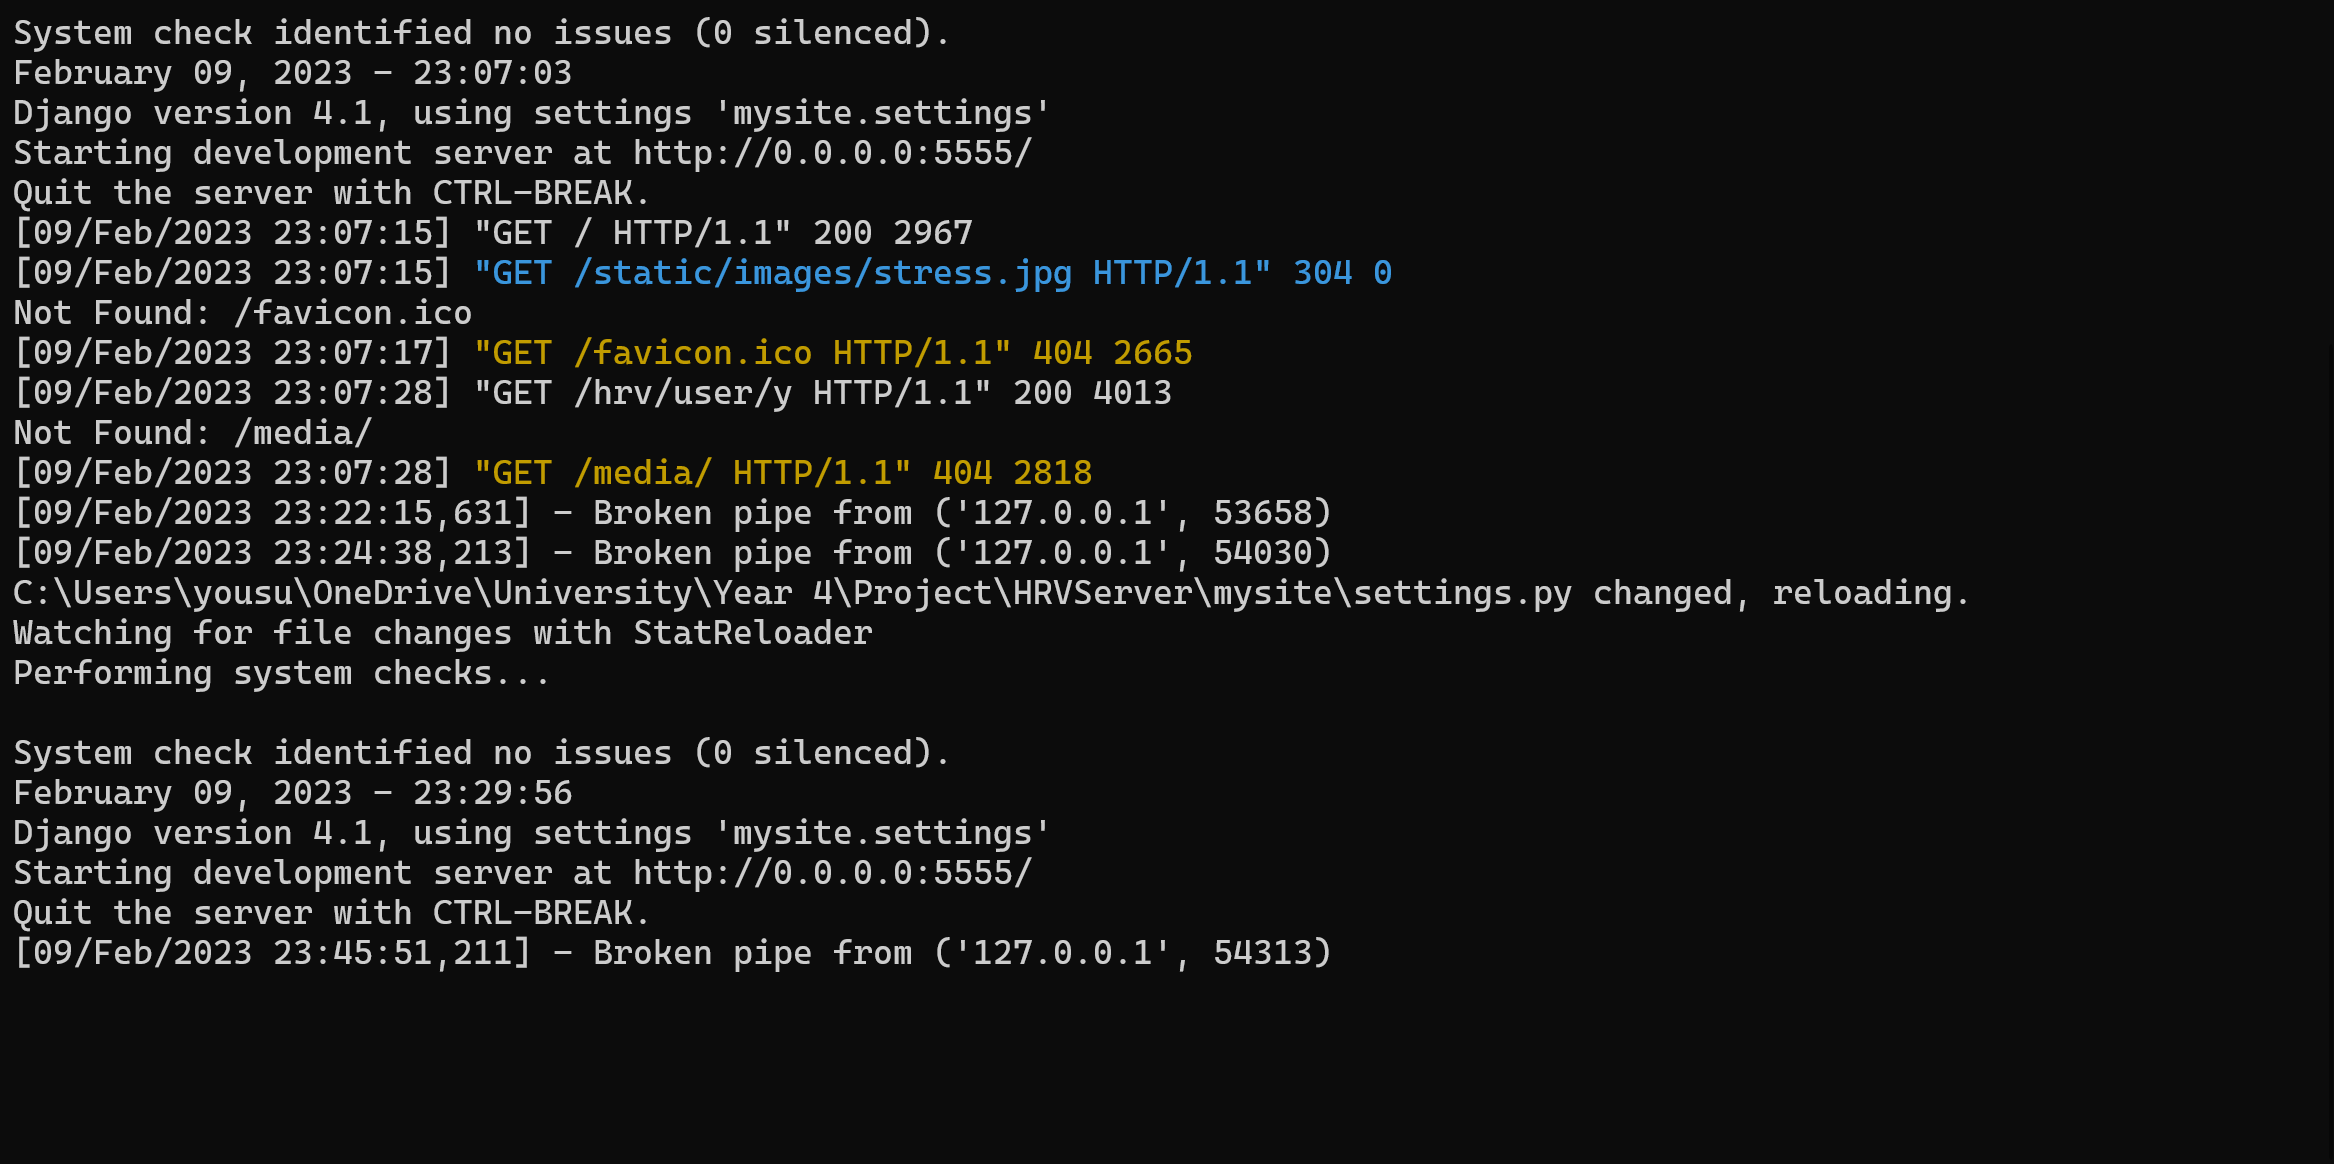 System check identified no issues (0 silenced).
February 09, 2023 - 23:07:03
Django version 4.1, using settings 'mysite.settings'
Starting development server at http://0.0.0.0:5555/
Quit the server with CTRL-BREAK.
[09/Feb/2023 23:07:15] "GET / HTTP/1.1" 200 2967
[09/Feb/2023 23:07:15] "GET /static/images/stress.jpg HTTP/1.1" 304 0
Not Found: /favicon.ico
[09/Feb/2023 23:07:17] "GET /favicon.ico HTTP/1.1" 404 2665
[09/Feb/2023 23:07:28] "GET /hrv/user/y HTTP/1.1" 200 4013
Not Found: /media/
[09/Feb/2023 23:07:28] "GET /media/ HTTP/1.1" 404 2818
[09/Feb/2023 23:22:15,631] - Broken pipe from ('127.0.0.1', 53658)
[09/Feb/2023 23:24:38,213] - Broken pipe from ('127.0.0.1', 54030)
C:\Users\yousu\OneDrive\University\Year 4\Project\HRVServer\mysite\settings.py changed, reloading.
Watching for file changes with StatReloader
Performing system checks...

System check identified no issues (0 silenced).
February 09, 2023 - 23:29:56
Django version 4.1, using settings 'mysite.settings'
Starting development server at http://0.0.0.0:5555/
Quit the server with CTRL-BREAK.
[09/Feb/2023 23:45:51,211] - Broken pipe from ('127.0.0.1', 54313)